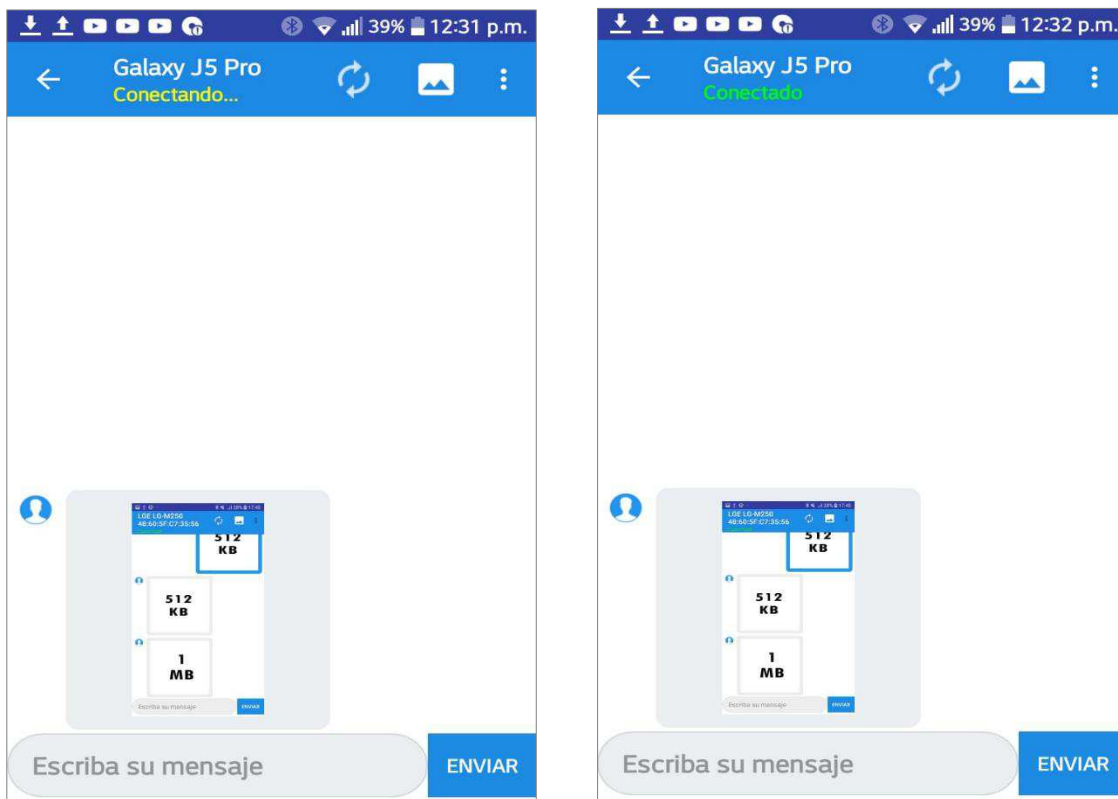 39% 12:31 p.m.
Galaxy J5 Pro
Conectando...
LGE LG-M250
48:60:5F:C7:35:56
512
KB
512
KB
1
MB
Escriba su mensaje
ENVIAR
Escriba su mensaje
ENVIAR
39% 12:32 p.m.
Galaxy J5 Pro
Conectado
LGE LG-M250
48:60:5F:C7:35:56
512
KB
512
KB
1
MB
Escriba su mensaje
ENVIAR
Escriba su mensaje
ENVIAR